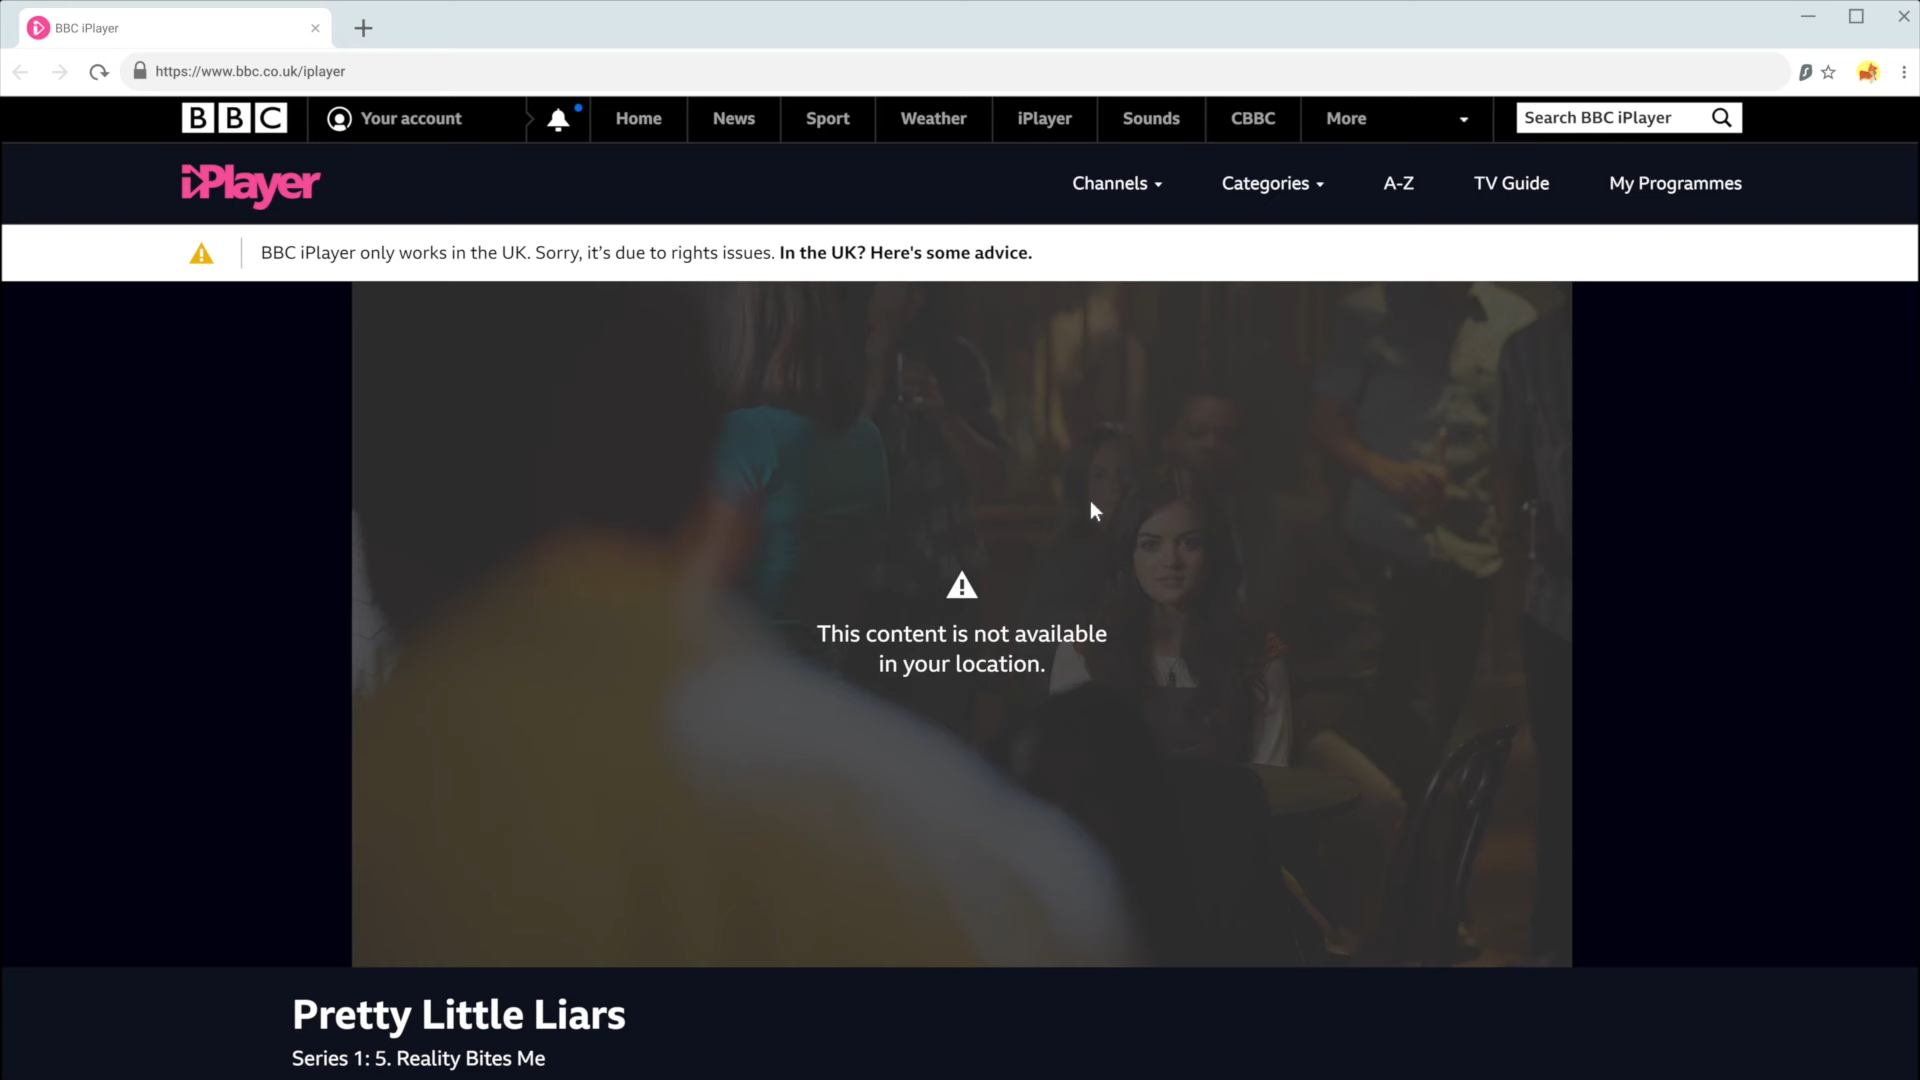 BBC iPlayer
https://www.bbc.co.uk/iplayer
BBC Your account Home News Sport Weather iPlayer Sounds CBBC More Search BBC iPlayer
iPlayer Channels Categories A-Z TV Guide My Programmes
BBC iPlayer only works in the UK. Sorry, it’s due to rights issues. In the UK? Here's some advice.
This content is not available
in your location.
Pretty Little Liars
Series 1: 5. Reality Bites Me